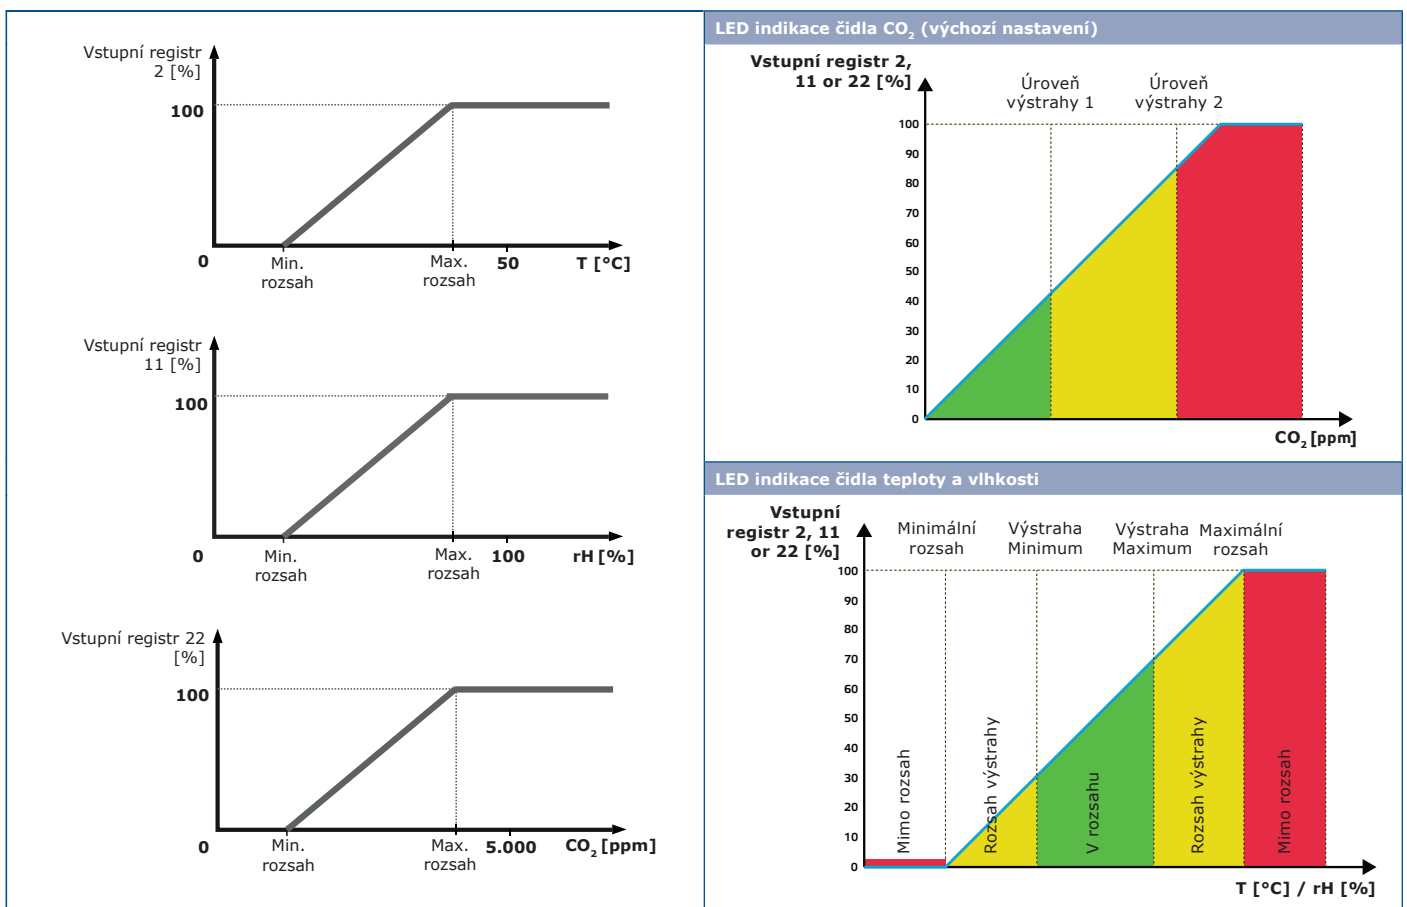 Vstupní registr
2 [%]
100
0
Min.
rozsah
Max.
rozsah
50
T [°C]
Vstupní registr
11 [%]
100
0
Min.
rozsah
Max.
rozsah
100
rH [%]
Vstupní registr 22
[%]
100
0
Min.
rozsah
Max.
rozsah
5.000
CO₂ [ppm]
LED indikace čidla CO₂ (výchozí nastavení)
Vstupní registr 2,
11 or 22 [%]
Úroveň
výstrahy 1
Úroveň
výstrahy 2
100
90
80
70
60
50
40
30
20
10
0
CO₂ [ppm]
LED indikace čidla teploty a vlhkosti
Vstupní
registr 2, 11
or 22 [%]
Minimální
rozsah
Výstraha
Minimum
Výstraha
Maximum
Maximální
rozsah
100
90
80
70
60
50
40
30
20
10
0
Mimo rozsah
Rozsah výstrahy
V rozsahu
Rozsah výstrahy
Mimo rozsah
T [°C] / rH [%]